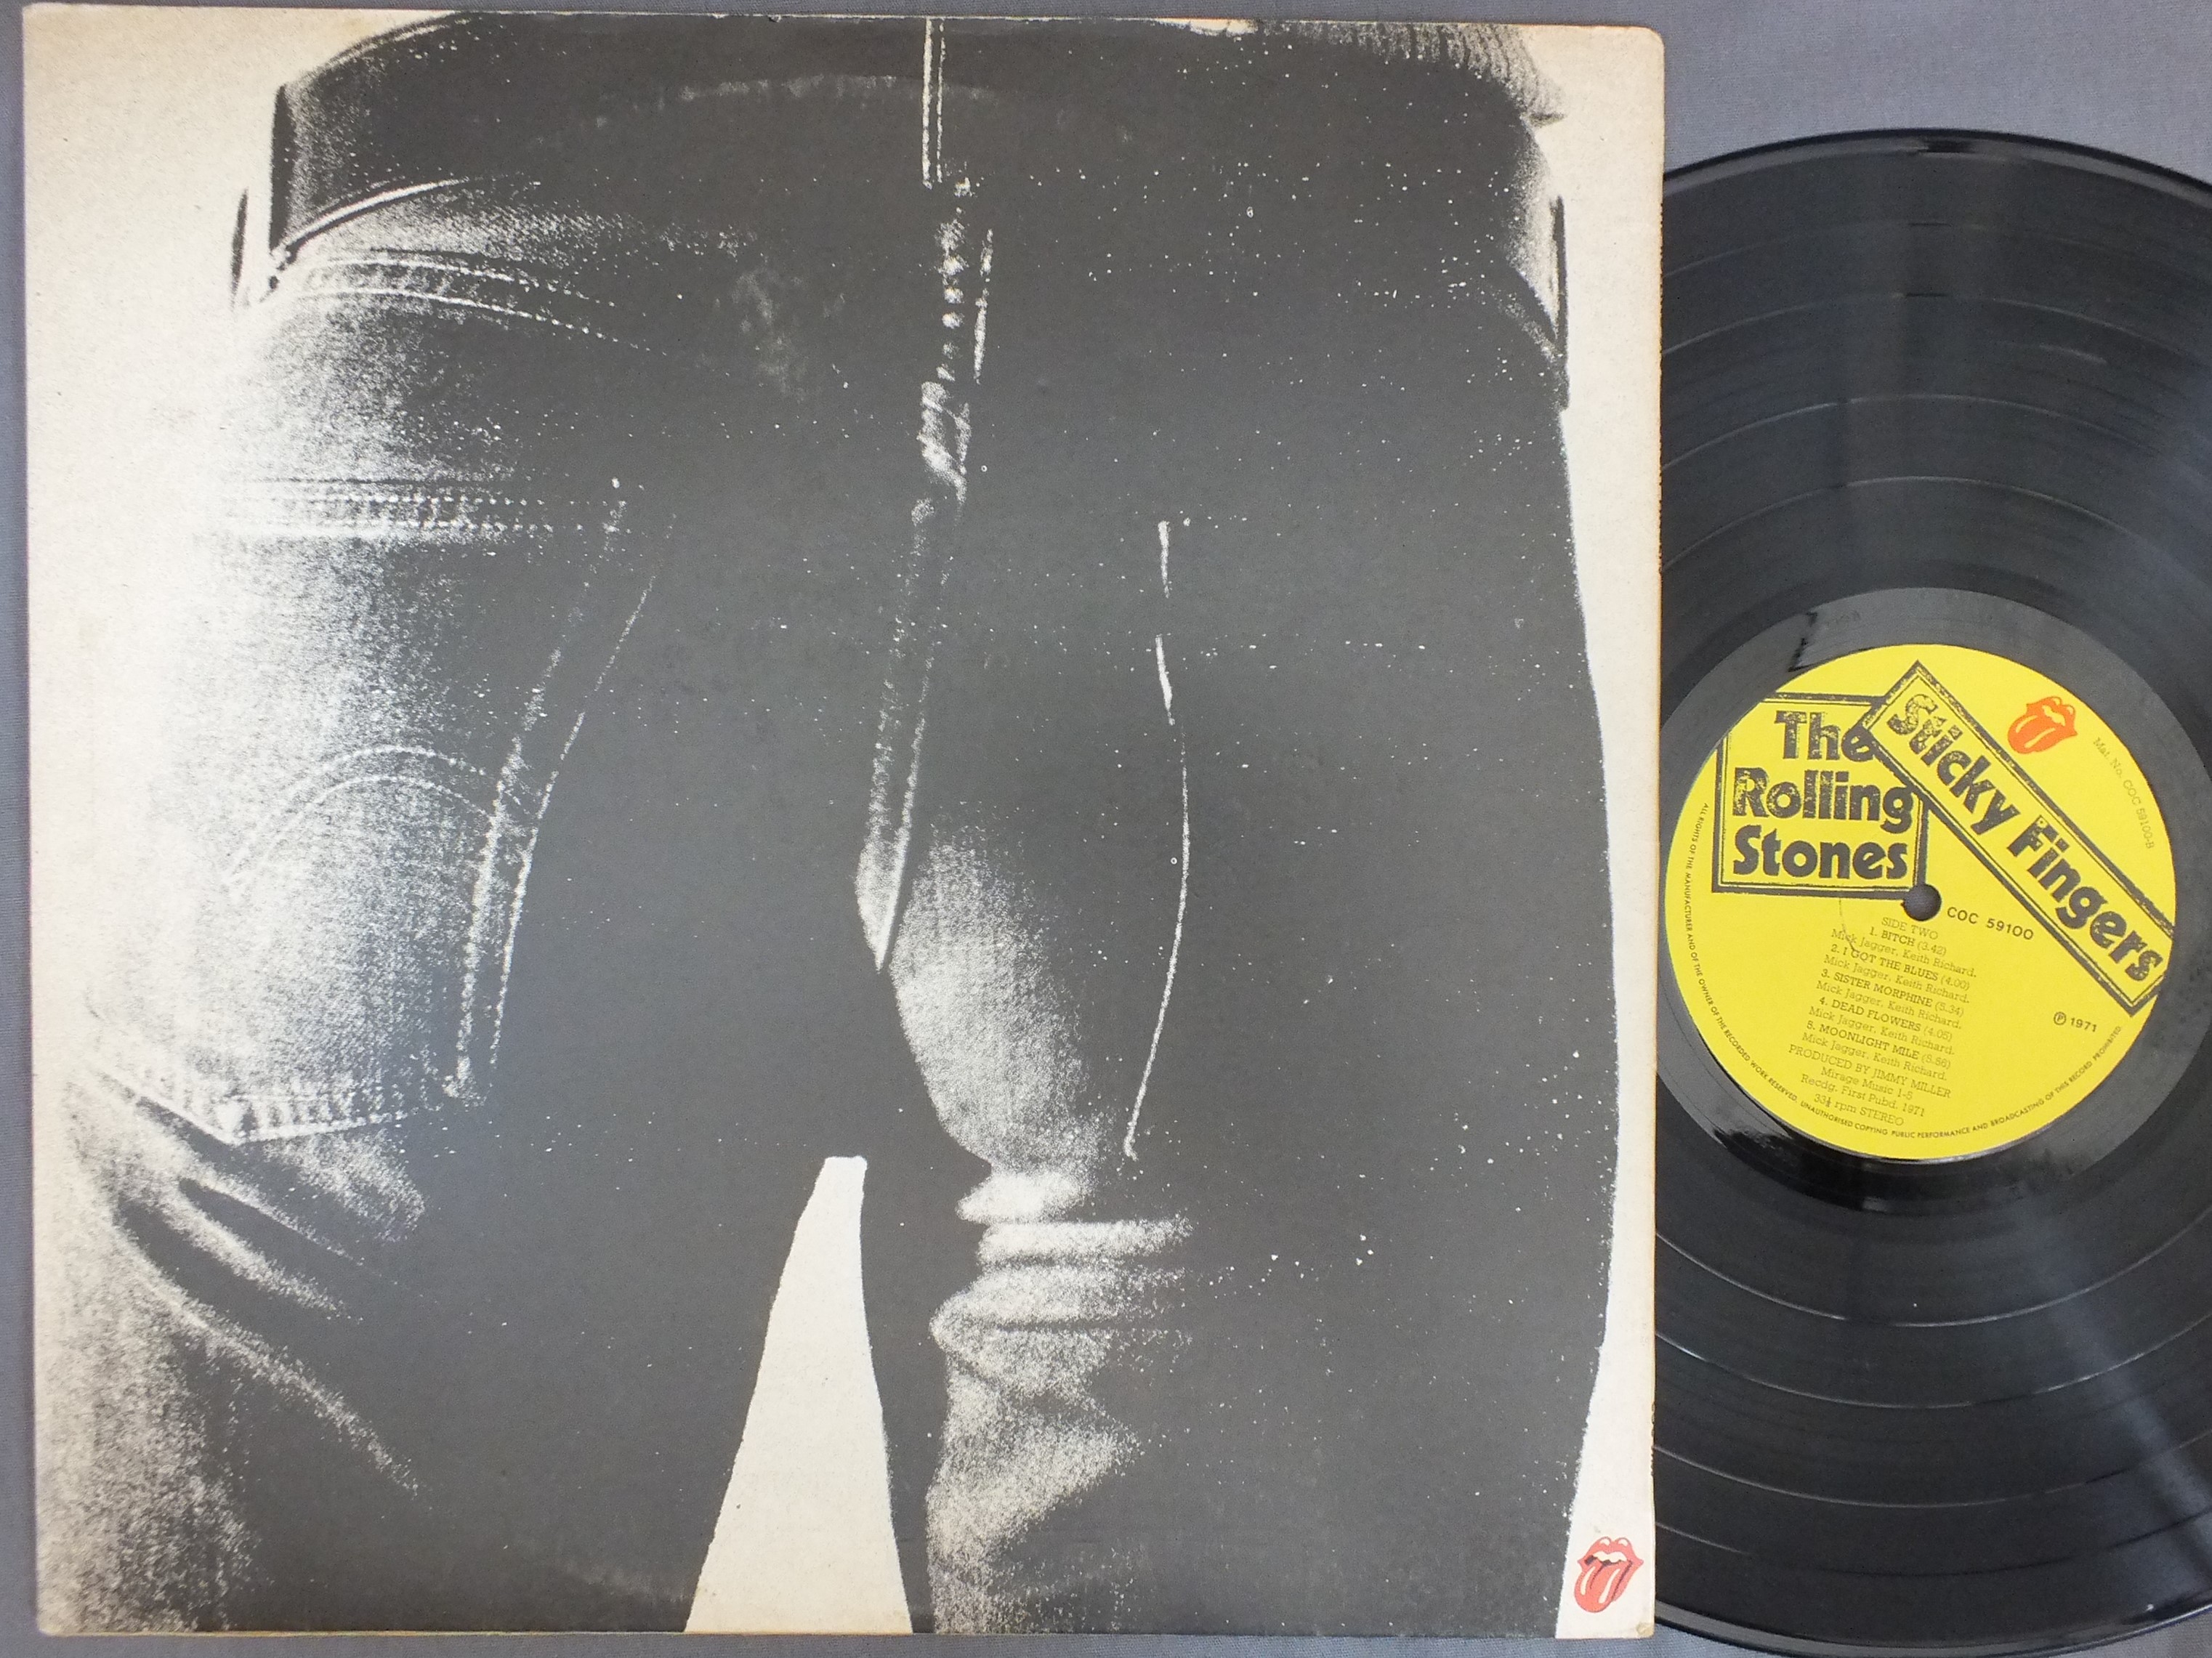 The
Rolling
Stones
Sticky Fingers
Mat. No. COC 59100-B
COC 59100
SIDE TWO
1. BITCH (3.42)
Mick Jagger, Keith Richard.
2. I GOT THE BLUES (4.00)
Mick Jagger, Keith Richard.
3. SISTER MORPHINE (5.34)
Mick Jagger, Keith Richard.
4. DEAD FLOWERS (4.05)
Mick Jagger, Keith Richard.
5. MOONLIGHT MILE (5.56)
Mick Jagger, Keith Richard.
PRODUCED BY JIMMY MILLER
Mirage Music 1-5
Recdg. First Pubd. 1971
33⅓ rpm STEREO
Ⓟ 1971
ALL RIGHTS OF THE MANUFACTURER AND OF THE OWNER OF THE RECORDED WORK RESERVED. UNAUTHORISED COPYING PUBLIC PERFORMANCE AND BROADCASTING OF THIS RECORD PROHIBITED